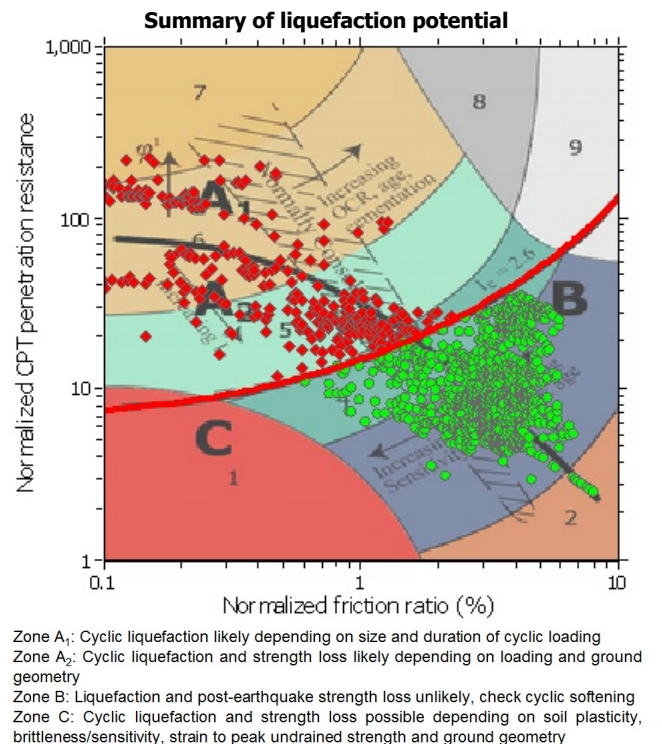 Summary of liquefaction potential
1,000
100
10
1
0.1
1
10
Normalized CPT penetration resistance
Normalized friction ratio (%)
7
8
9
φ'
A1
6
Increasing
OCR, age,
cementation
Normally Cons
Ic = 2.6
A2
5
B
age
4
C
1
Increasing
Sensitivity
2
Zone A1: Cyclic liquefaction likely depending on size and duration of cyclic loading
Zone A2: Cyclic liquefaction and strength loss likely depending on loading and ground
geometry
Zone B: Liquefaction and post-earthquake strength loss unlikely, check cyclic softening
Zone C: Cyclic liquefaction and strength loss possible depending on soil plasticity,
brittleness/sensitivity, strain to peak undrained strength and ground geometry